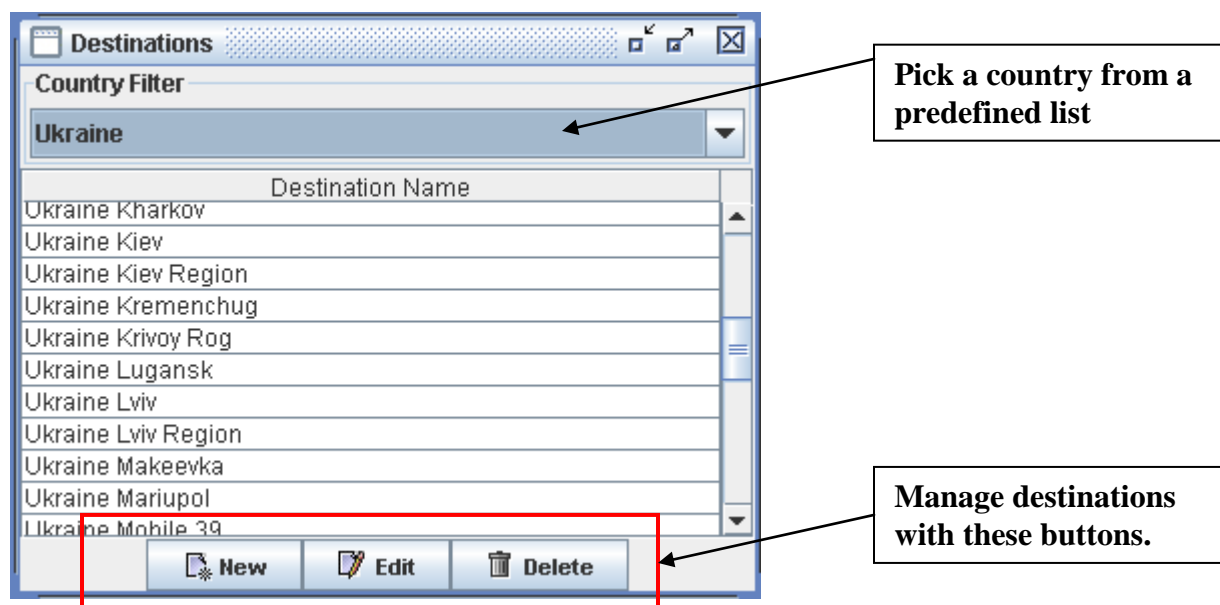 Destinations
Country Filter
Ukraine
Pick a country from a
predefined list
Destination Name
Ukraine Kharkov
Ukraine Kiev
Ukraine Kiev Region
Ukraine Kremenchug
Ukraine Krivoy Rog
Ukraine Lugansk
Ukraine Lviv
Ukraine Lviv Region
Ukraine Makeevka
Ukraine Mariupol
Ukraine Mobile 39
Manage destinations
with these buttons.
New Edit Delete